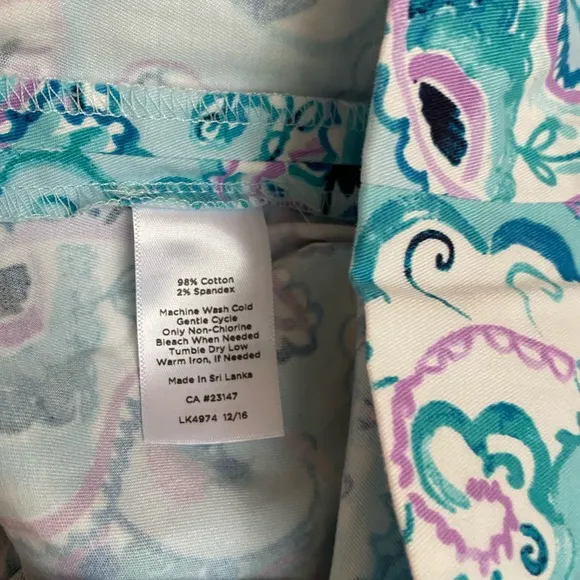 98% Cotton
2% Spandex
Machine Wash Cold
Gentle Cycle
Only Non-Chlorine
Bleach When Needed
Tumble Dry Low
Warm Iron, If Needed
Made In Sri Lanka
CA #23147
LK4974 12/16